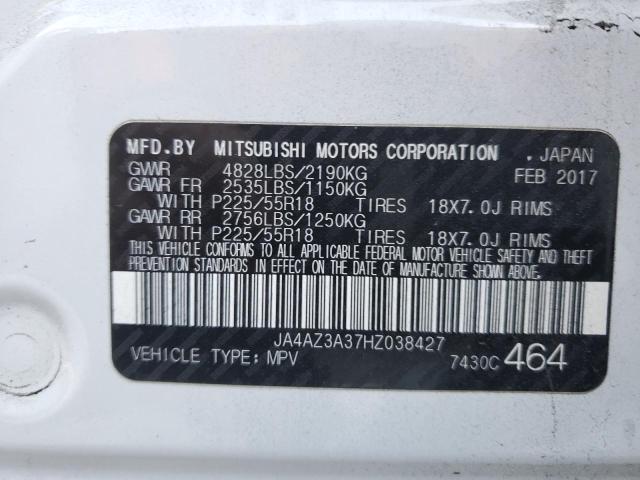 MFD.BY MITSUBISHI MOTORS CORPORATION . JAPAN
GVWR 4828LBS/2190KG FEB 2017
GAWR FR 2535LBS/1150KG
WITH P225/55R18 TIRES 18X7.0J RIMS
GAWR RR 2756LBS/1250KG
WITH P225/55R18 TIRES 18X7.0J RIMS
THIS VEHICLE CONFORMS TO ALL APPLICABLE FEDERAL MOTOR VEHICLE SAFETY AND THEFT
PREVENTION STANDARDS IN EFFECT ON THE DATE OF MANUFACTURE SHOWN ABOVE.
JA4AZ3A37HZ038427
VEHICLE TYPE: MPV 7430C 464